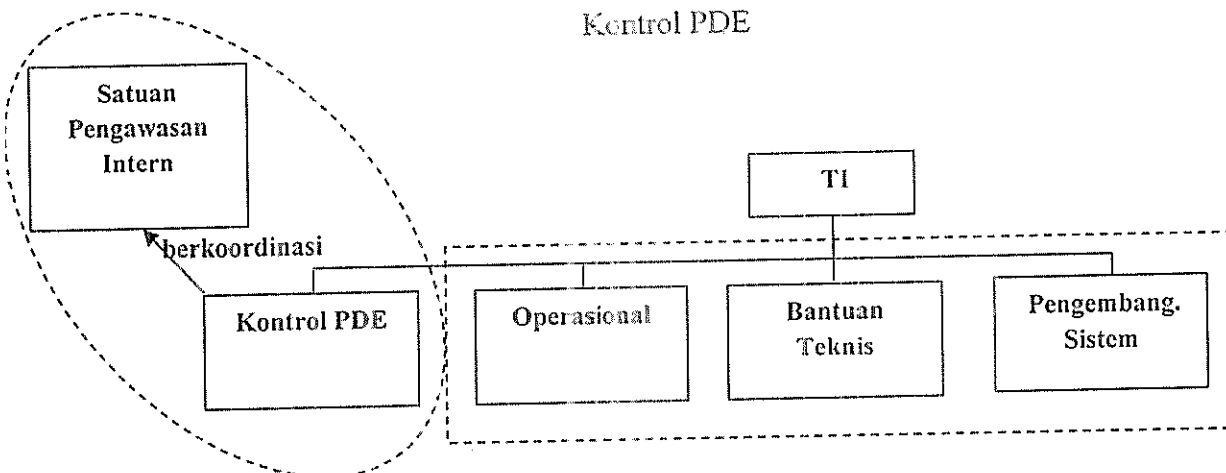 Kontrol PDE
Satuan
Pengawasan
Intern
TI
berkoordinasi
Kontrol PDE
Operasional
Bantuan
Teknis
Pengembang.
Sistem